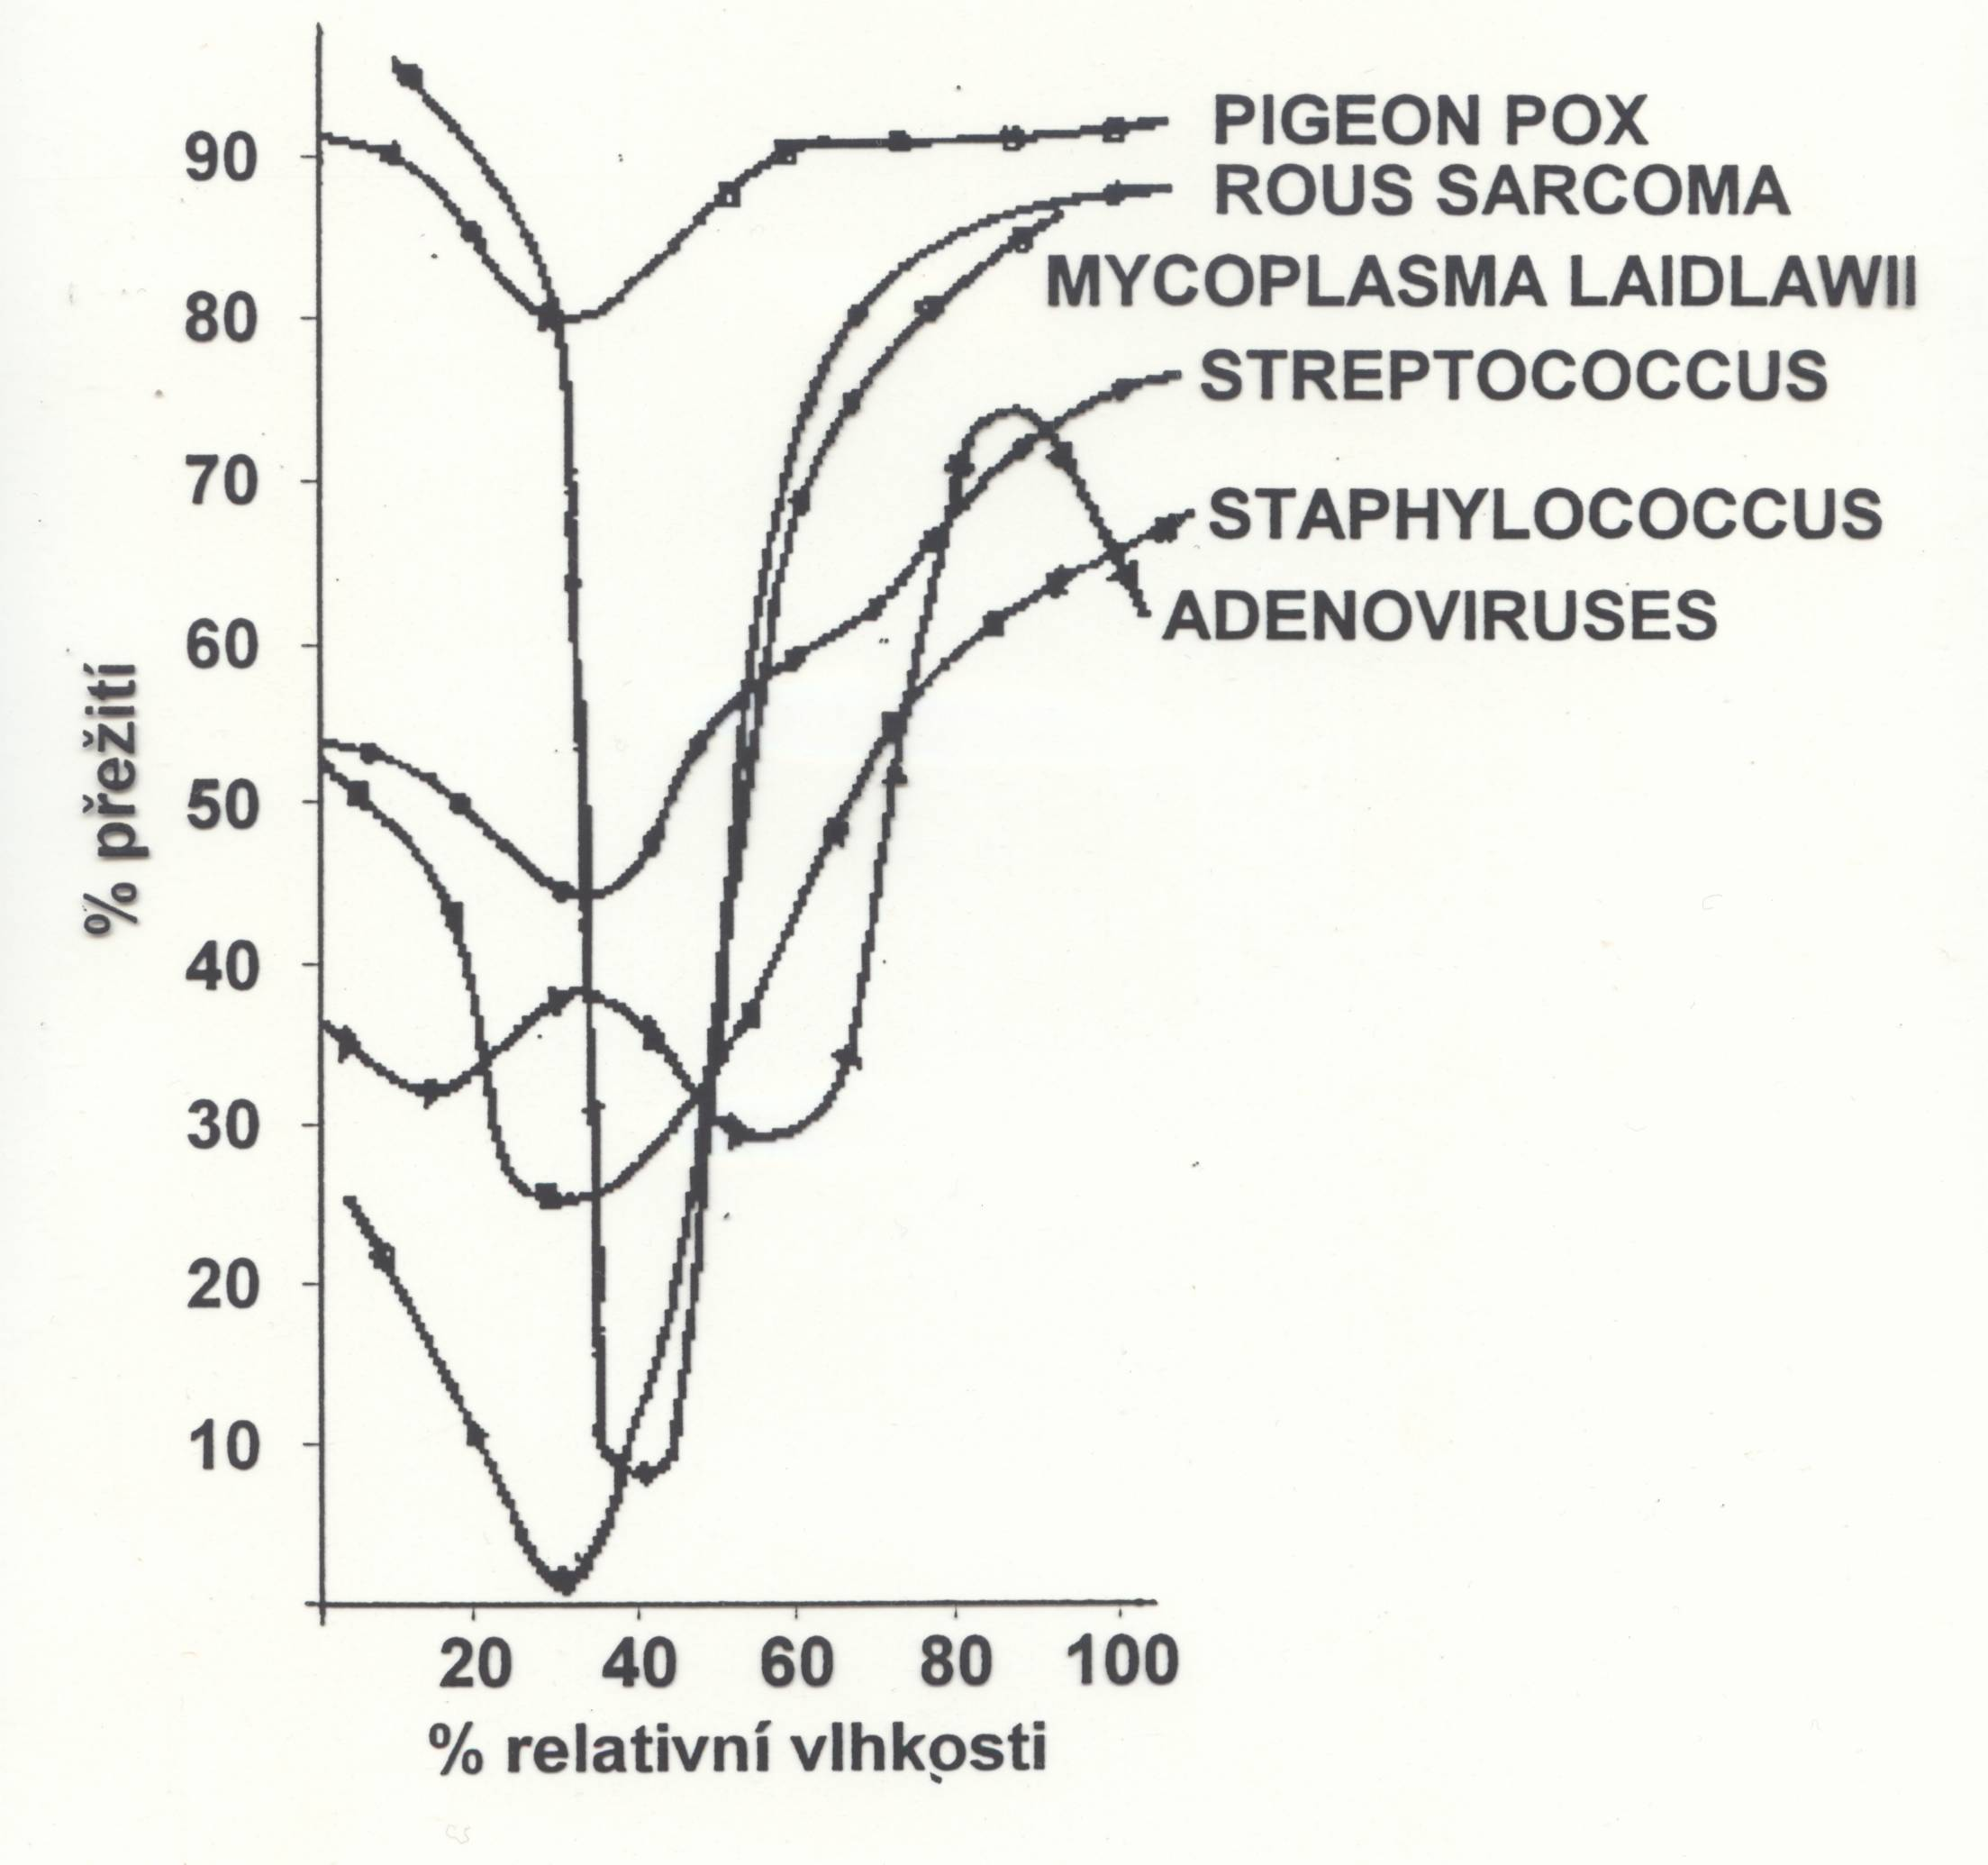 PIGEON POX
ROUS SARCOMA
MYCOPLASMA LAIDLAWII
STREPTOCOCCUS
STAPHYLOCOCCUS
ADENOVIRUSES
% přežití
90
80
70
60
50
40
30
20
10
20 40 60 80 100
% relativní vlhkosti